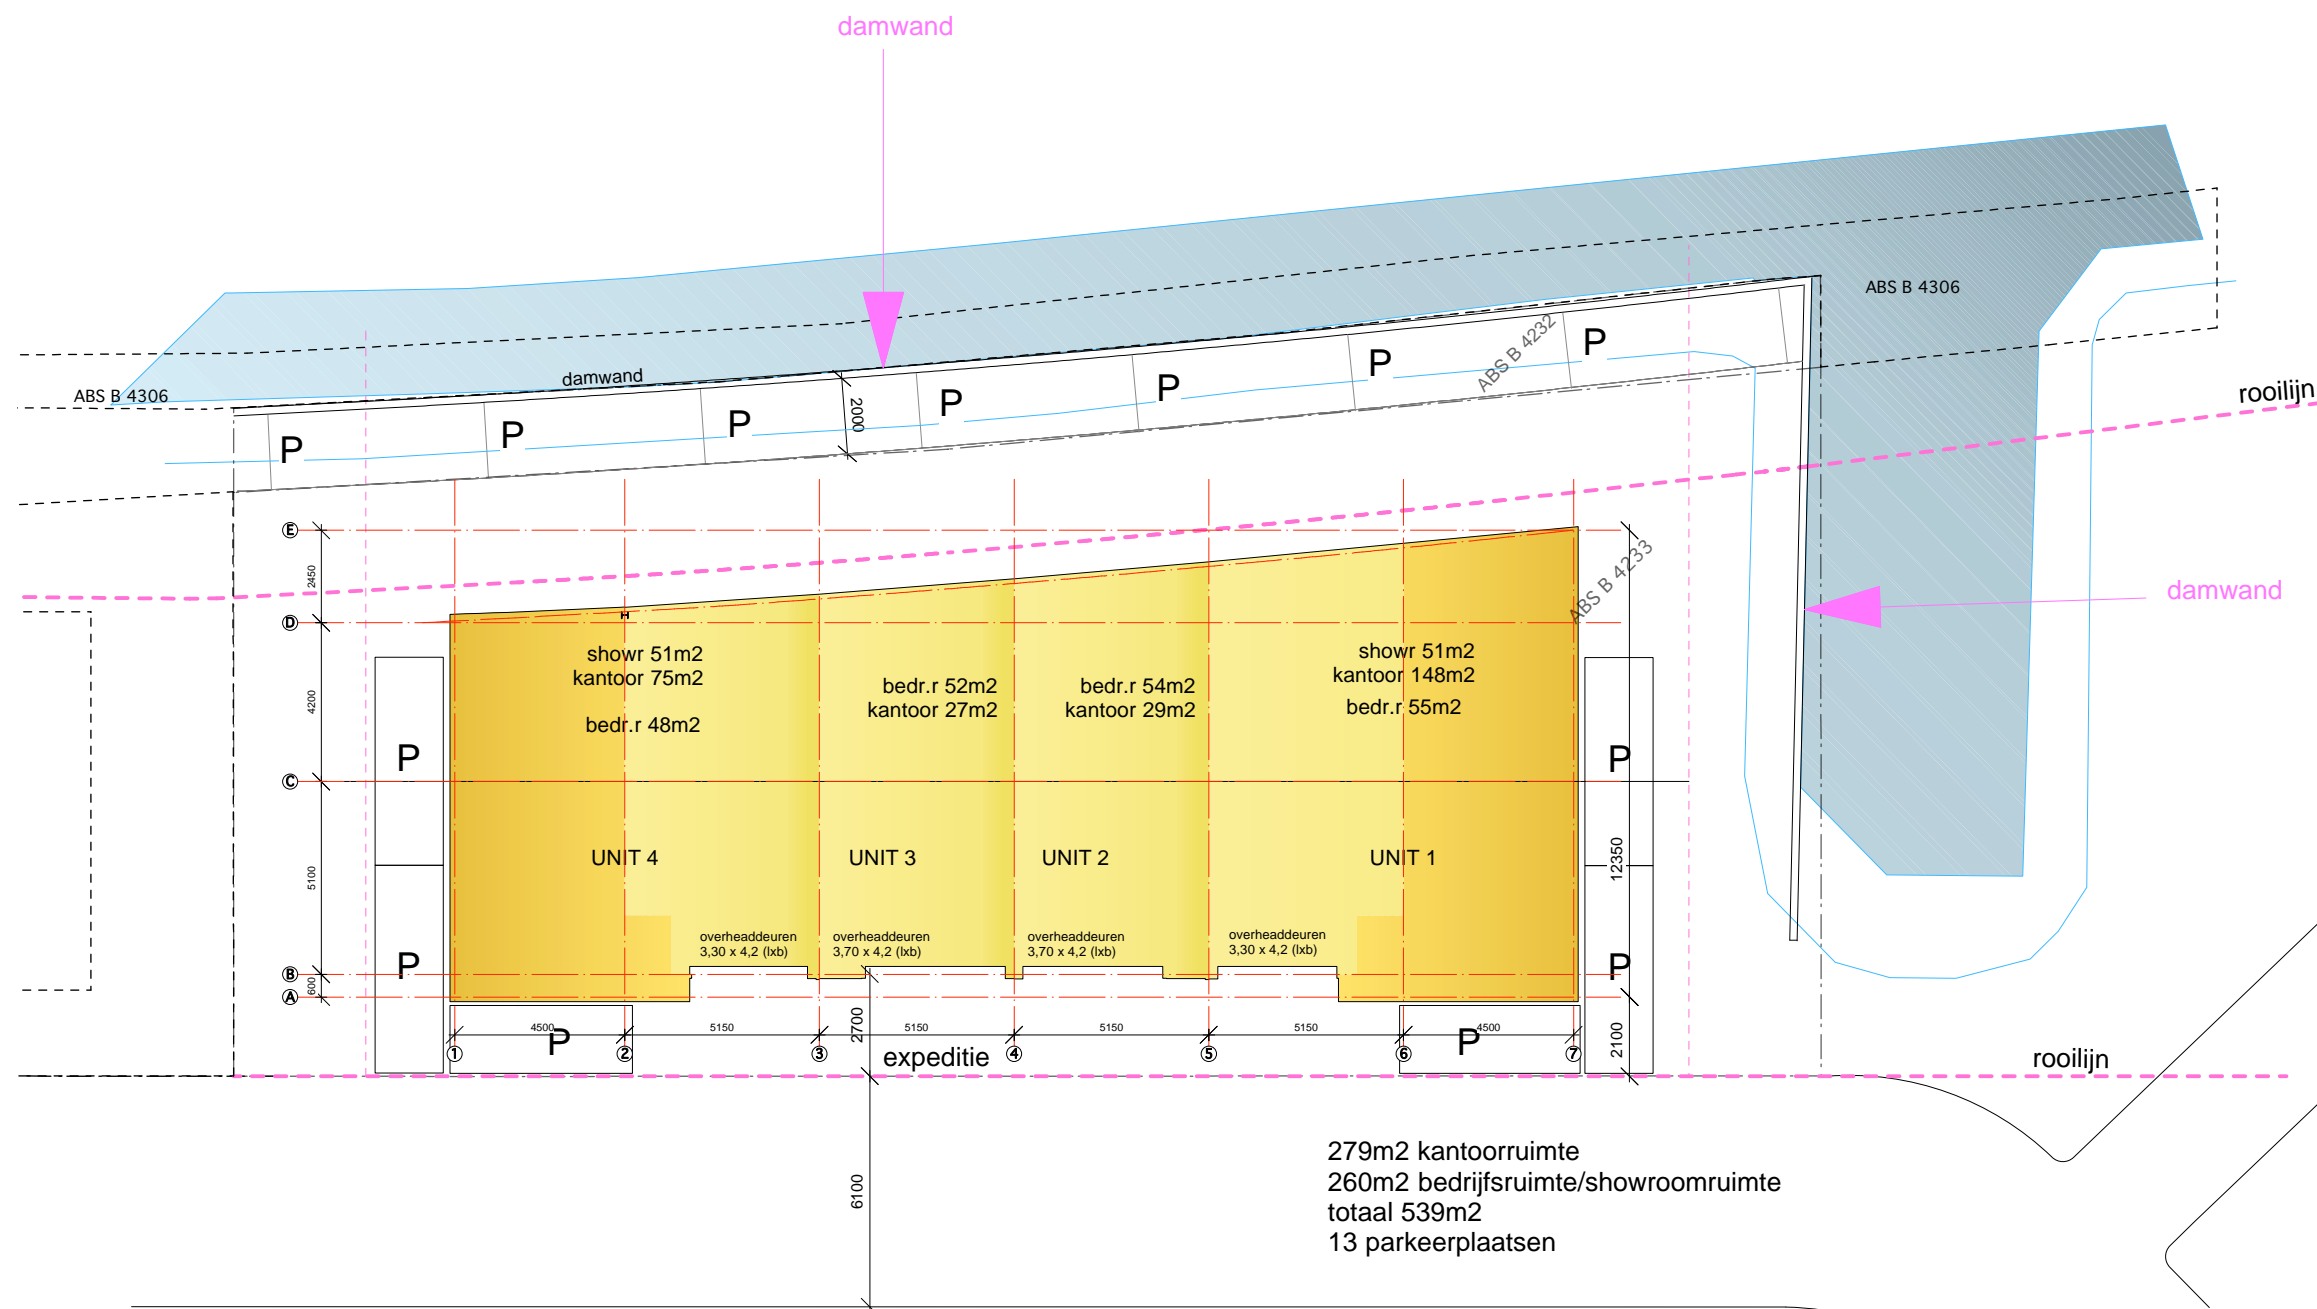 damwand
ABS B 4306
rooilijn
damwand
ABS B 4306
ABS B 4232
P
P
P
P
P
P
P
2000
E
D
C
B
A
2450
4200
5100
600
ABS B 4233
damwand
showr 51m2
kantoor 75m2
bedr.r 48m2
bedr.r 52m2
kantoor 27m2
bedr.r 54m2
kantoor 29m2
showr 51m2
kantoor 148m2
bedr.r 55m2
P
P
P
P
UNIT 4
UNIT 3
UNIT 2
UNIT 1
12350
overheaddeuren
3,30 x 4,2 (lxb)
overheaddeuren
3,70 x 4,2 (lxb)
overheaddeuren
3,70 x 4,2 (lxb)
overheaddeuren
3,30 x 4,2 (lxb)
4500
5150
5150
5150
5150
4500
P
P
2700
2100
1
2
3
4
5
6
7
expeditie
rooilijn
6100
279m2 kantoorruimte
260m2 bedrijfsruimte/showroomruimte
totaal 539m2
13 parkeerplaatsen